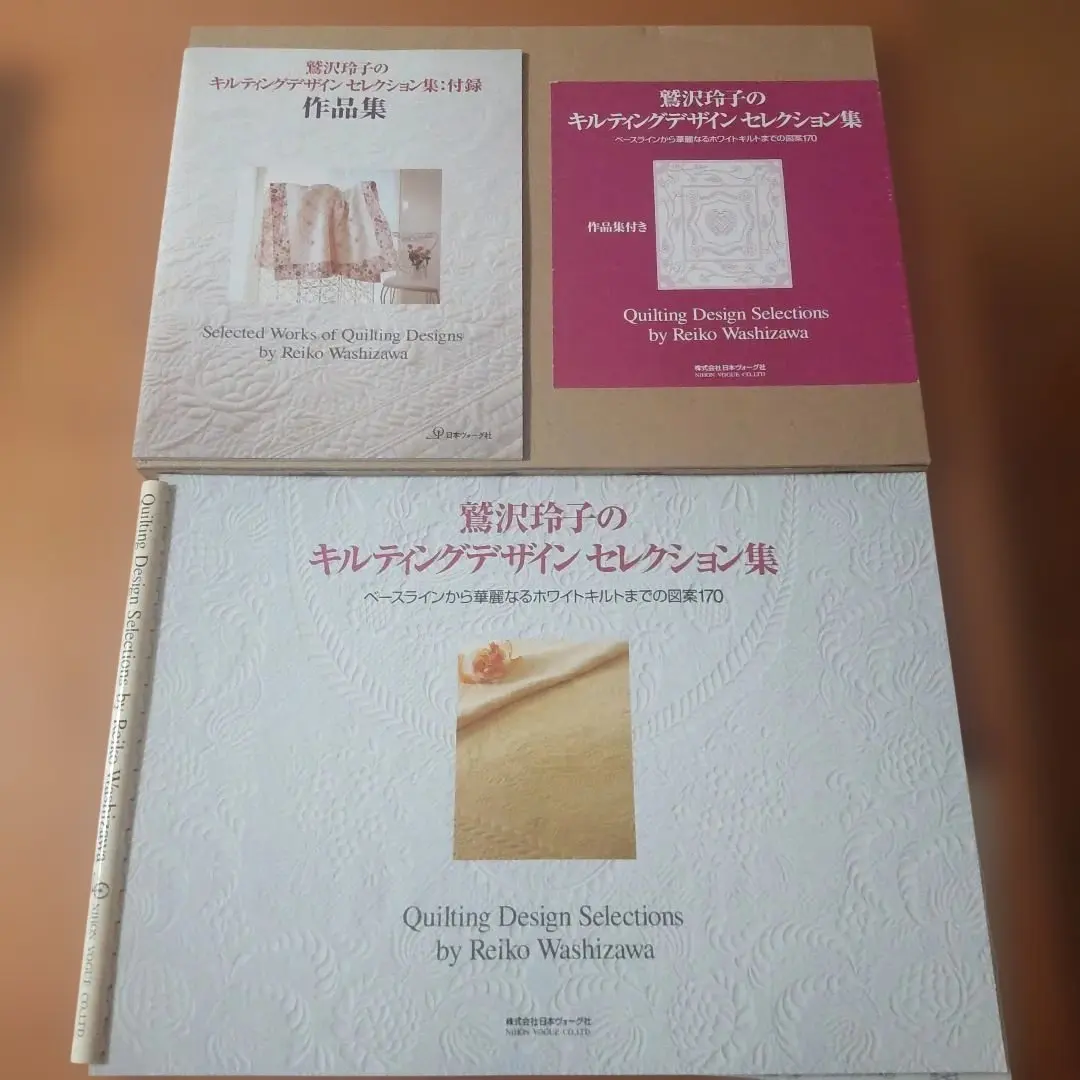 鷲沢玲子の
キルティングデザイン セレクション集:付録
作品集
Selected Works of Quilting Designs
by Reiko Washizawa
日本ヴォーグ社
鷲沢玲子の
キルティングデザイン セレクション集
ベースラインから華麗なるホワイトキルトまでの図案170
作品集付き
Quilting Design Selections
by Reiko Washizawa
株式会社日本ヴォーグ社
NIHON VOGUE CO.,LTD
Quilting Design Selections by Reiko Washizawa NIHON VOGUE CO.,LTD
鷲沢玲子の
キルティングデザイン セレクション集
ベースラインから華麗なるホワイトキルトまでの図案170
Quilting Design Selections
by Reiko Washizawa
株式会社日本ヴォーグ社
NIHON VOGUE CO.,LTD